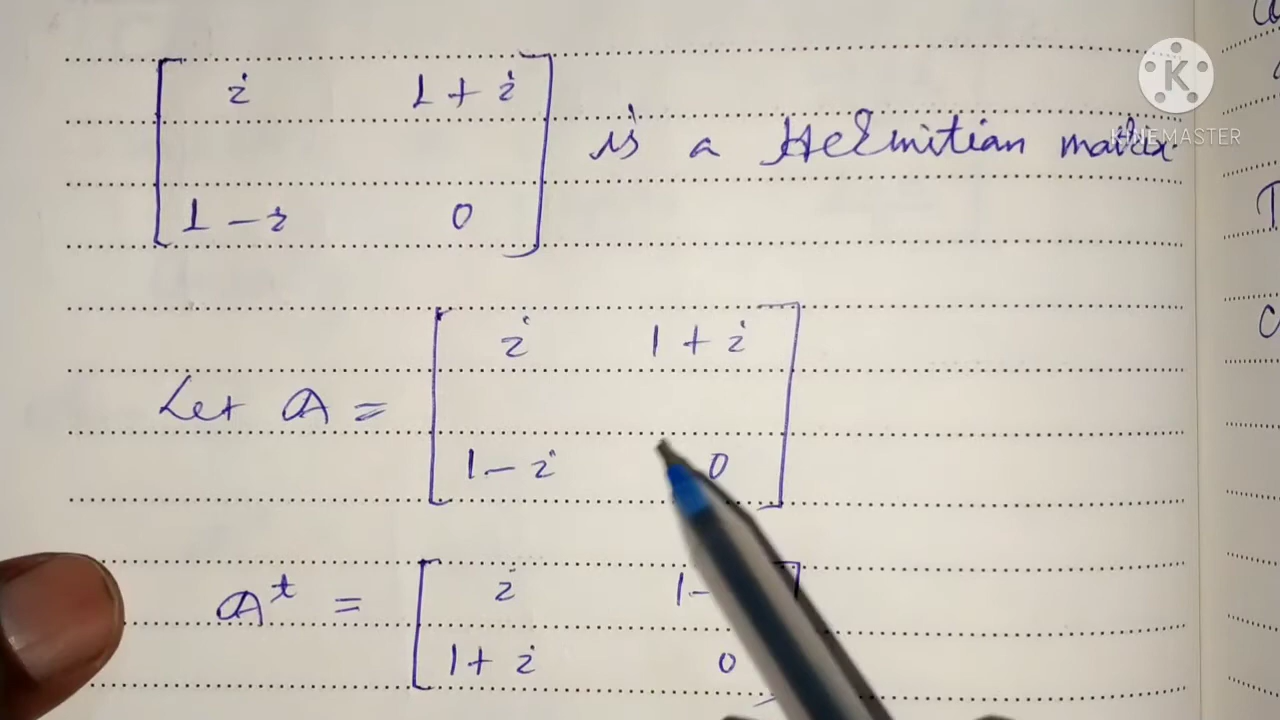 i 1 + i
is a Hermitian matrix
1 - i 0
i 1 + i
Let A =
1 - i 0
A^t =
i 1 -
1 + i 0
K
KINEMASTER